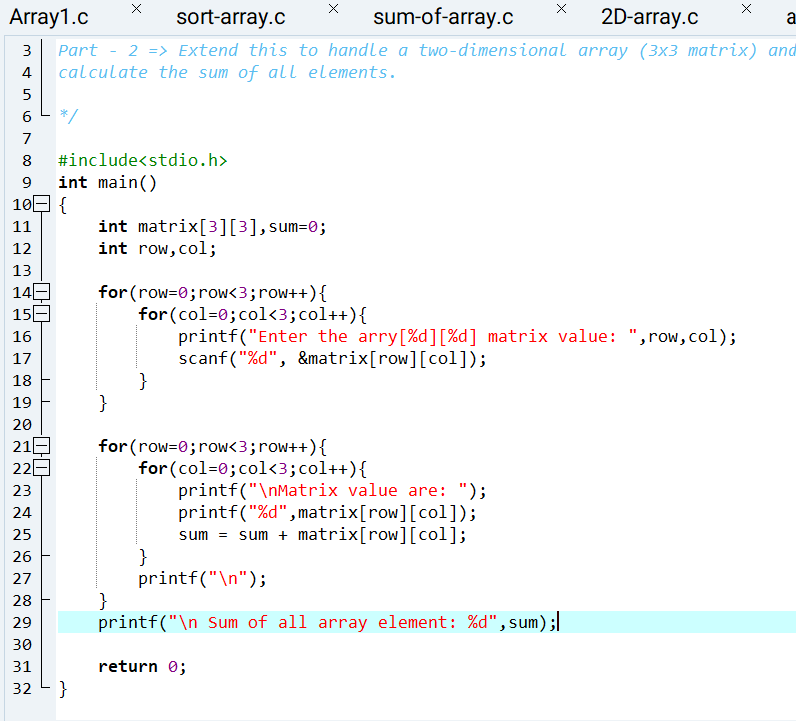 Array1.c × sort-array.c × sum-of-array.c × 2D-array.c × a
3 Part - 2 => Extend this to handle a two-dimensional array (3x3 matrix) and
4 calculate the sum of all elements.
5
6 */
7
8 #include<stdio.h>
9 int main()
10 {
11 int matrix[3][3],sum=0;
12 int row,col;
13
14 for(row=0;row<3;row++){
15 for(col=0;col<3;col++){
16 printf("Enter the arry[%d][%d] matrix value: ",row,col);
17 scanf("%d", &matrix[row][col]);
18 }
19 }
20
21 for(row=0;row<3;row++){
22 for(col=0;col<3;col++){
23 printf("\nMatrix value are: ");
24 printf("%d",matrix[row][col]);
25 sum = sum + matrix[row][col];
26 }
27 printf("\n");
28 }
29 printf("\n Sum of all array element: %d",sum);
30
31 return 0;
32 }